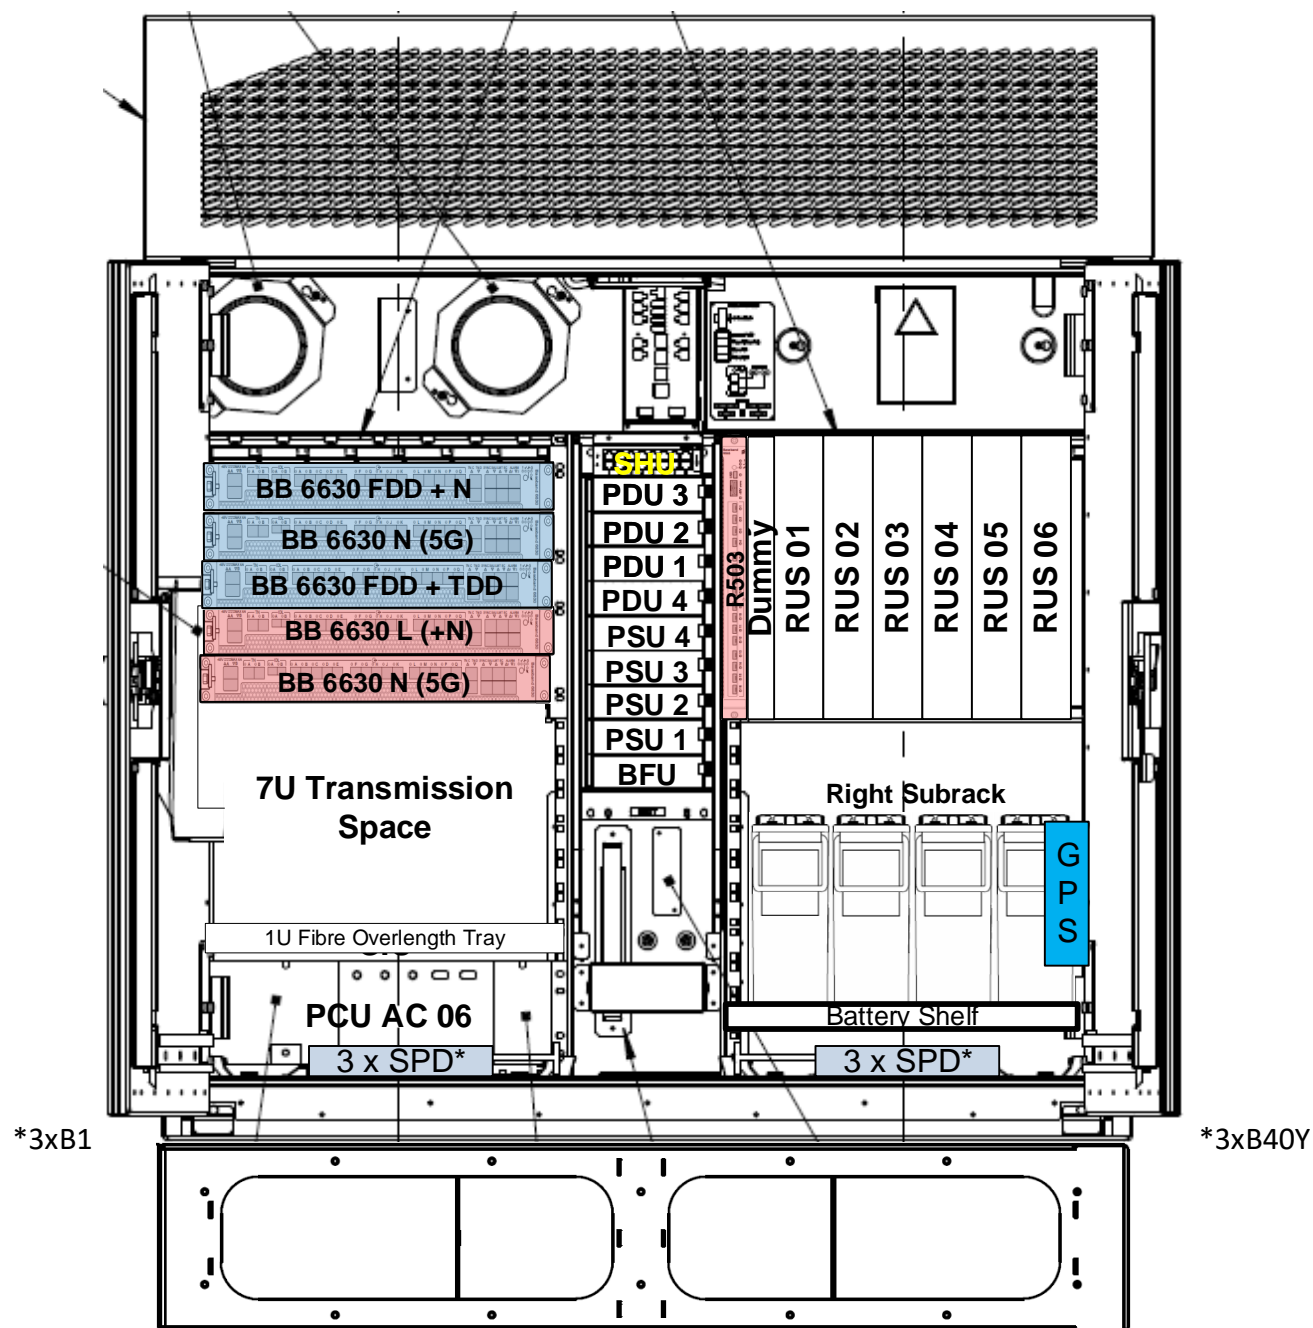 SHU
BB 6630 FDD + N
BB 6630 N (5G)
BB 6630 FDD + TDD
BB 6630 L (+N)
BB 6630 N (5G)
7U Transmission
Space
1U Fibre Overlength Tray
PCU AC 06
3 x SPD*
PDU 3
PDU 2
PDU 1
PDU 4
PSU 4
PSU 3
PSU 2
PSU 1
BFU
R503
Dummy
RUS 01
RUS 02
RUS 03
RUS 04
RUS 05
RUS 06
Right Subrack
GPS
Battery Shelf
3 x SPD*
*3xB1
*3xB40Y